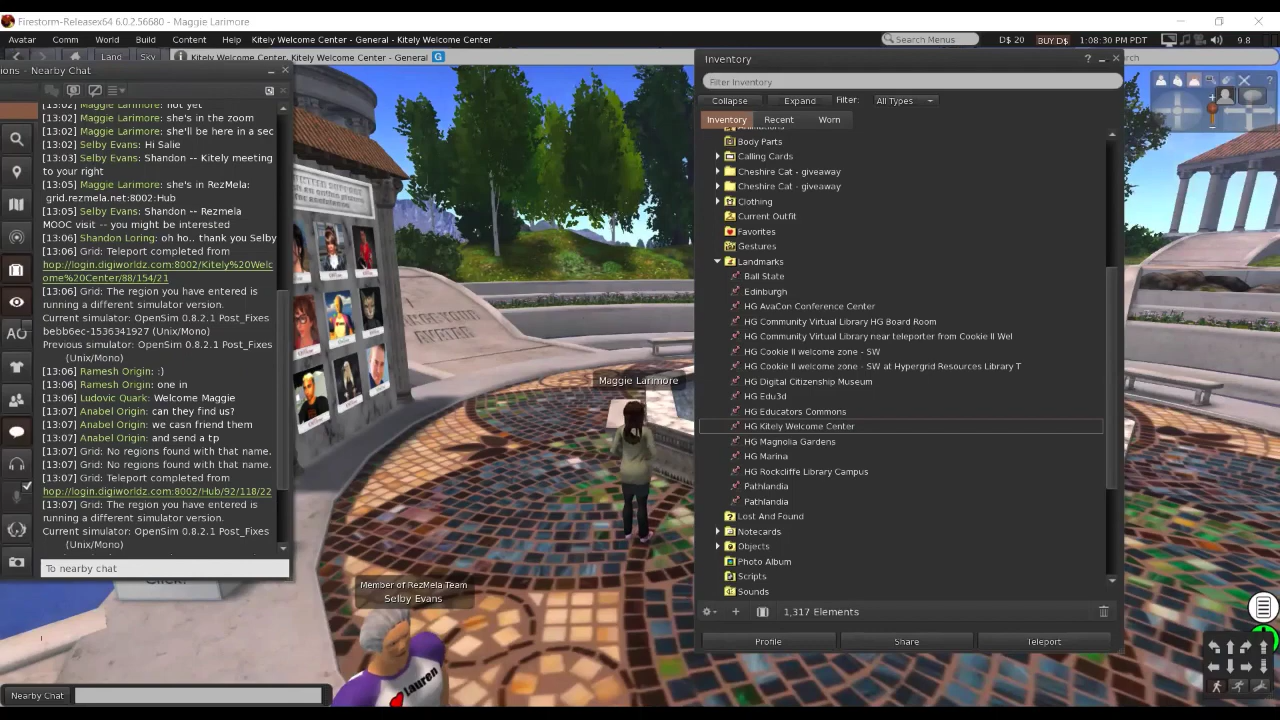 Firestorm-Releasex64 6.0.2.56680 - Maggie Larimore
Avatar Comm World Build Content Help Kitely Welcome Center - General - Kitely Welcome Center
Search Menus D$ 20 BUY D$ 1:08:30 PM PDT 9.8
Land Sky Kitely Welcome Center, Kitely Welcome Center - General G
ions - Nearby Chat
[13:02] Maggie Larimore: not yet
[13:02] Maggie Larimore: she's in the zoom
[13:02] Maggie Larimore: she'll be here in a sec
[13:02] Selby Evans: Hi Salie
[13:03] Selby Evans: Shandon -- Kitely meeting
to your right
[13:05] Maggie Larimore: she's in RezMela:
grid.rezmela.net:8002:Hub
[13:05] Selby Evans: Shandon -- Rezmela
MOOC visit -- you might be interested
[13:06] Shandon Loring: oh ho.. thank you Selby
[13:06] Grid: Teleport completed from
hop://login.digiworldz.com:8002/Kitely%20Welc
ome%20Center/88/154/21
[13:06] Grid: The region you have entered is
running a different simulator version.
Current simulator: OpenSim 0.8.2.1 Post_Fixes
bebb6ec-1536341927 (Unix/Mono)
Previous simulator: OpenSim 0.8.2.1 Post_Fixes
(Unix/Mono)
[13:06] Ramesh Origin: :)
[13:06] Ramesh Origin: one in
[13:06] Ludovic Quark: Welcome Maggie
[13:07] Anabel Origin: can they find us?
[13:07] Anabel Origin: we casn friend them
[13:07] Anabel Origin: and send a tp
[13:07] Grid: No regions found with that name.
[13:07] Grid: No regions found with that name.
[13:07] Grid: Teleport completed from
hop://login.digiworldz.com:8002/Hub/92/118/22
[13:07] Grid: The region you have entered is
running a different simulator version.
Current simulator: OpenSim 0.8.2.1 Post_Fixes
(Unix/Mono)
To nearby chat
Click!
Nearby Chat
Maggie Larimore
Member of RezMela Team
Selby Evans
Lauren
Inventory
Filter Inventory
Collapse Expand Filter: All Types
Inventory Recent Worn
Animations
Body Parts
Calling Cards
Cheshire Cat - giveaway
Cheshire Cat - giveaway
Clothing
Current Outfit
Favorites
Gestures
Landmarks
Ball State
Edinburgh
HG AvaCon Conference Center
HG Community Virtual Library HG Board Room
HG Community Virtual Library near teleporter from Cookie II Wel
HG Cookie II welcome zone - SW
HG Cookie II welcome zone - SW at Hypergrid Resources Library T
HG Digital Citizenship Museum
HG Edu3d
HG Educators Commons
HG Kitely Welcome Center
HG Magnolia Gardens
HG Marina
HG Rockcliffe Library Campus
Pathlandia
Pathlandia
Lost And Found
Notecards
Objects
Photo Album
Scripts
Sounds
1,317 Elements
Profile Share Teleport